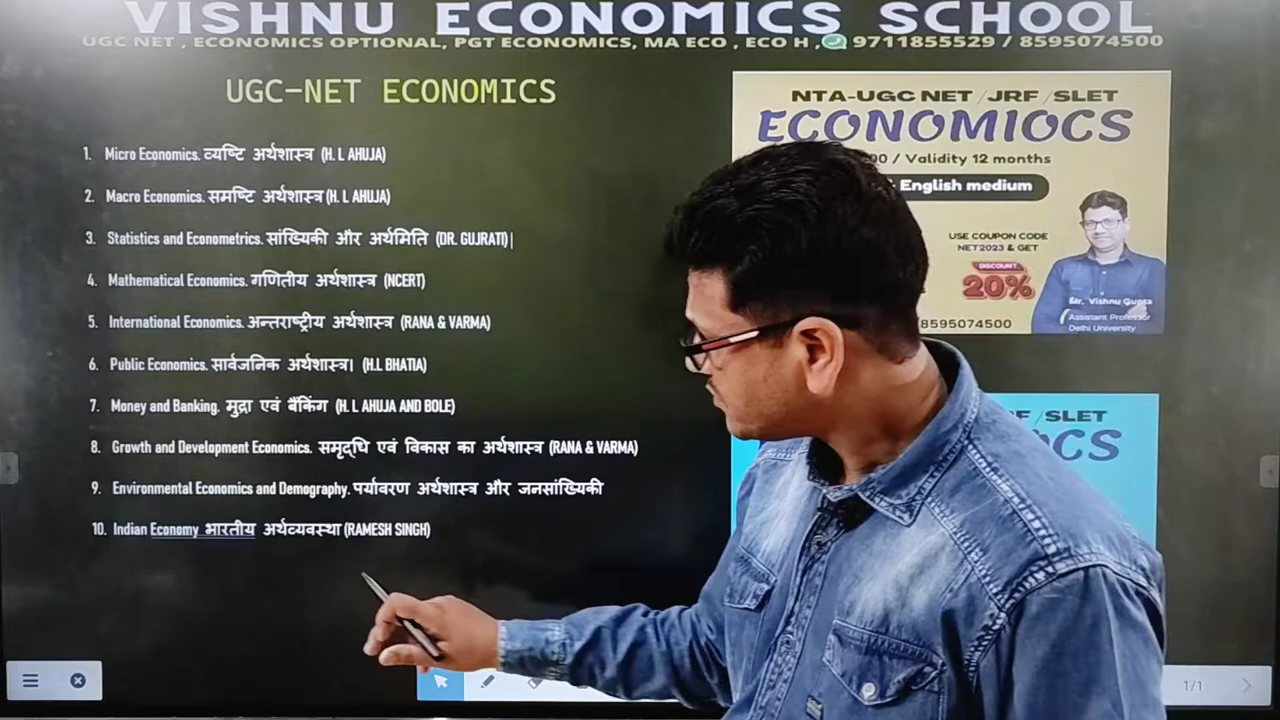 VISHNU ECONOMICS SCHOOL
UGC NET , ECONOMICS OPTIONAL, PGT ECONOMICS, MA ECO , ECO H , 9711855529 / 8595074500
UGC-NET ECONOMICS
1. Micro Economics. व्यष्टि अर्थशास्त्र (H. L AHUJA)
2. Macro Economics. समष्टि अर्थशास्त्र (H. L AHUJA)
3. Statistics and Econometrics. सांख्यिकी और अर्थमिति (DR. GUJRATI)|
4. Mathematical Economics. गणितीय अर्थशास्त्र (NCERT)
5. International Economics. अन्तराष्ट्रीय अर्थशास्त्र (RANA & VARMA)
6. Public Economics. सार्वजनिक अर्थशास्त्र। (H.L BHATIA)
7. Money and Banking. मुद्रा एवं बैंकिंग (H. L AHUJA AND BOLE)
8. Growth and Development Economics. समृद्धि एवं विकास का अर्थशास्त्र (RANA & VARMA)
9. Environmental Economics and Demography. पर्यावरण अर्थशास्त्र और जनसांख्यिकी
10. Indian Economy भारतीय अर्थव्यवस्था (RAMESH SINGH)
NTA-UGC NET /JRF /SLET
ECONOMIOCS
00 / Validity 12 months
English medium
USE COUPON CODE
NET2023 & GET
DISCOUNT
20%
Mr. Vishnu Gupta
Assistant Professor
Delhi University
8595074500
F /SLET
OCS
1/1